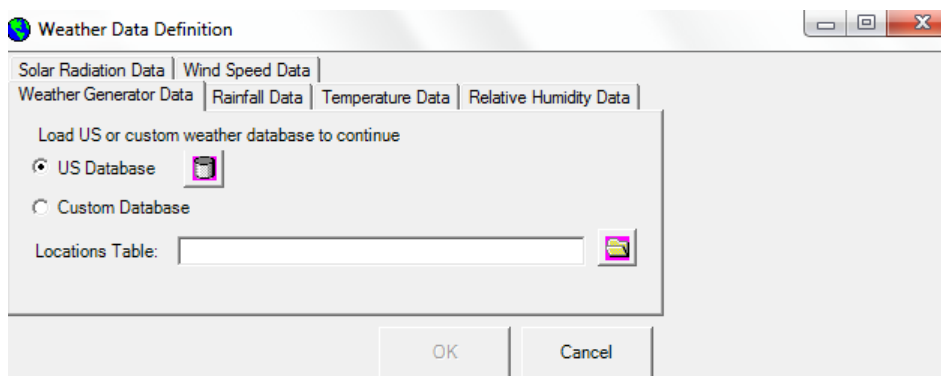 Weather Data Definition
Solar Radiation Data Wind Speed Data
Weather Generator Data Rainfall Data Temperature Data Relative Humidity Data
Load US or custom weather database to continue
US Database
Custom Database
Locations Table:
OK Cancel